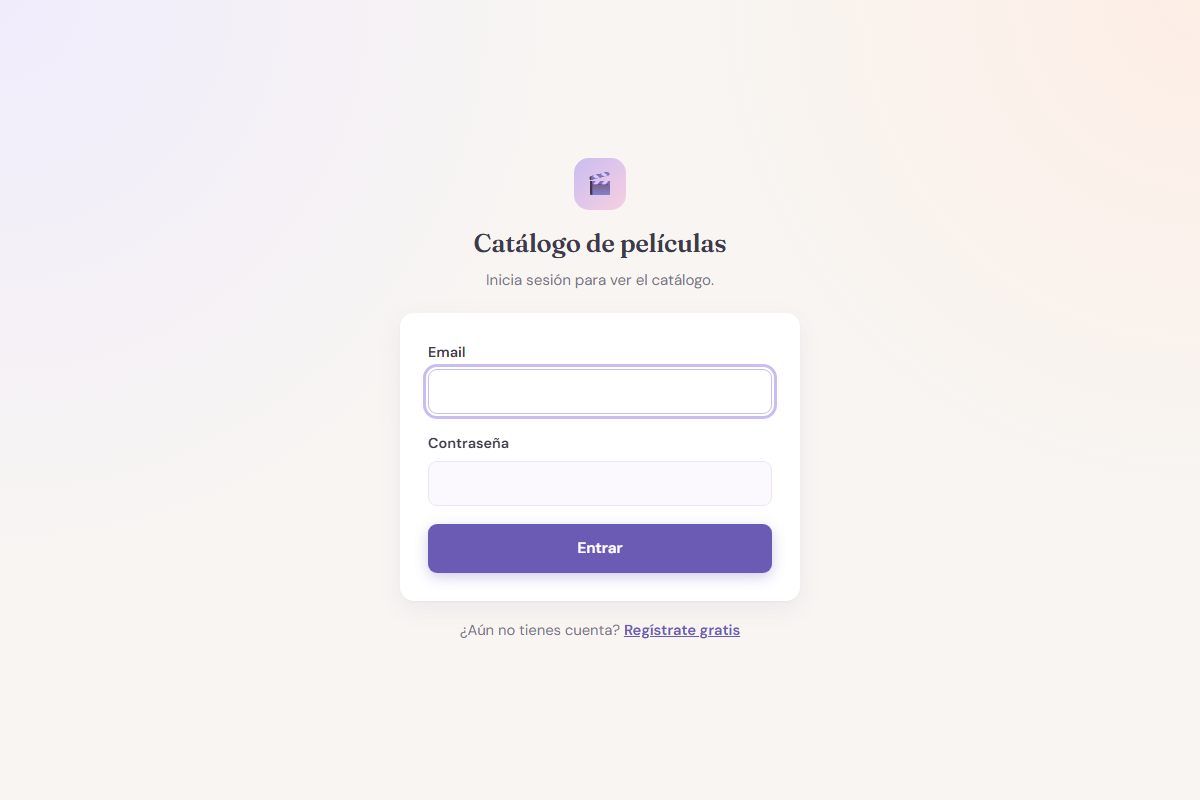 Catálogo de películas
Inicia sesión para ver el catálogo.
Email
Contraseña
Entrar
¿Aún no tienes cuenta? Regístrate gratis